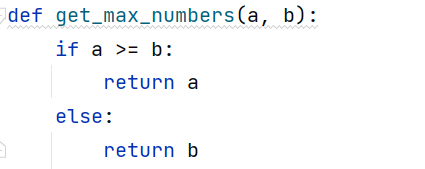 def get_max_numbers(a, b):
    if a >= b:
        return a
    else:
        return b